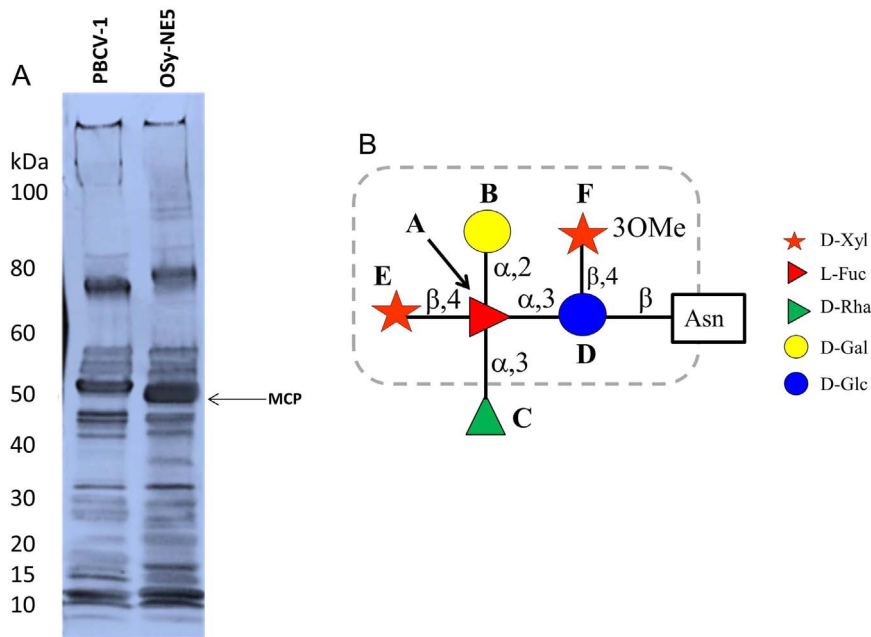 A
PBCV-1
OSy-NE5
kDa
100
80
60
50
40
30
20
15
10
MCP
B
B
F
A
3OMe
E
α,2
β,4
β,4
α,3
β
Asn
D
α,3
C
D-Xyl
L-Fuc
D-Rha
D-Gal
D-Glc